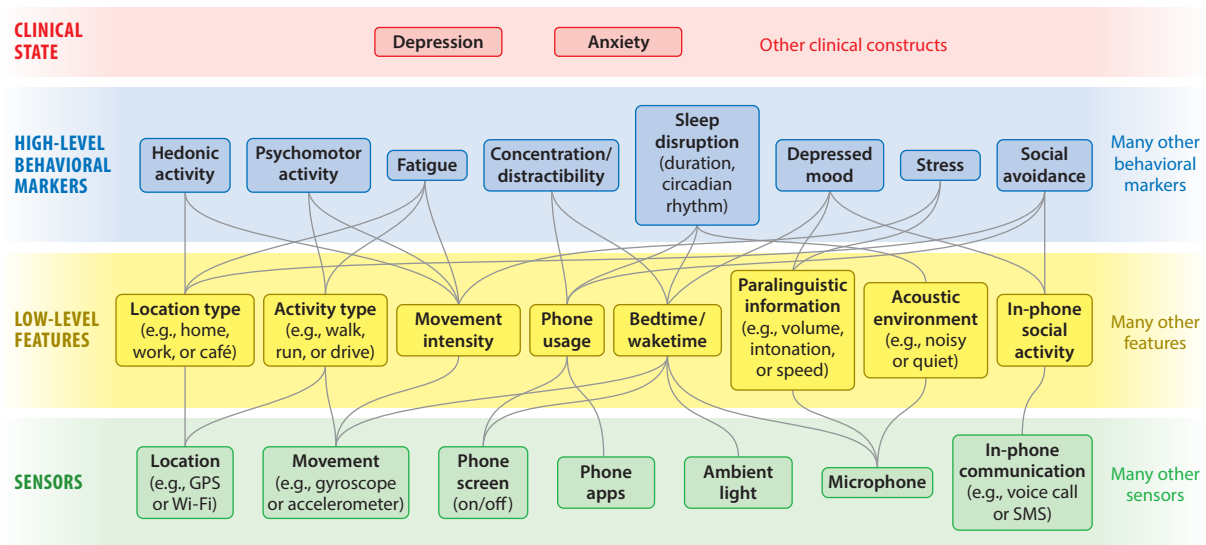 CLINICAL
STATE
Depression
Anxiety
Other clinical constructs
HIGH-LEVEL
BEHAVIORAL
MARKERS
Hedonic
activity
Psychomotor
activity
Fatigue
Concentration/
distractibility
Sleep
disruption
(duration,
circadian
rhythm)
Depressed
mood
Stress
Social
avoidance
Many other
behavioral
markers
LOW-LEVEL
FEATURES
Location type
(e.g., home,
work, or café)
Activity type
(e.g., walk,
run, or drive)
Movement
intensity
Phone
usage
Bedtime/
waketime
Paralinguistic
information
(e.g., volume,
intonation,
or speed)
Acoustic
environment
(e.g., noisy
or quiet)
In-phone
social
activity
Many other
features
SENSORS
Location
(e.g., GPS
or Wi-Fi)
Movement
(e.g., gyroscope
or accelerometer)
Phone
screen
(on/off)
Phone
apps
Ambient
light
Microphone
In-phone
communication
(e.g., voice call
or SMS)
Many other
sensors